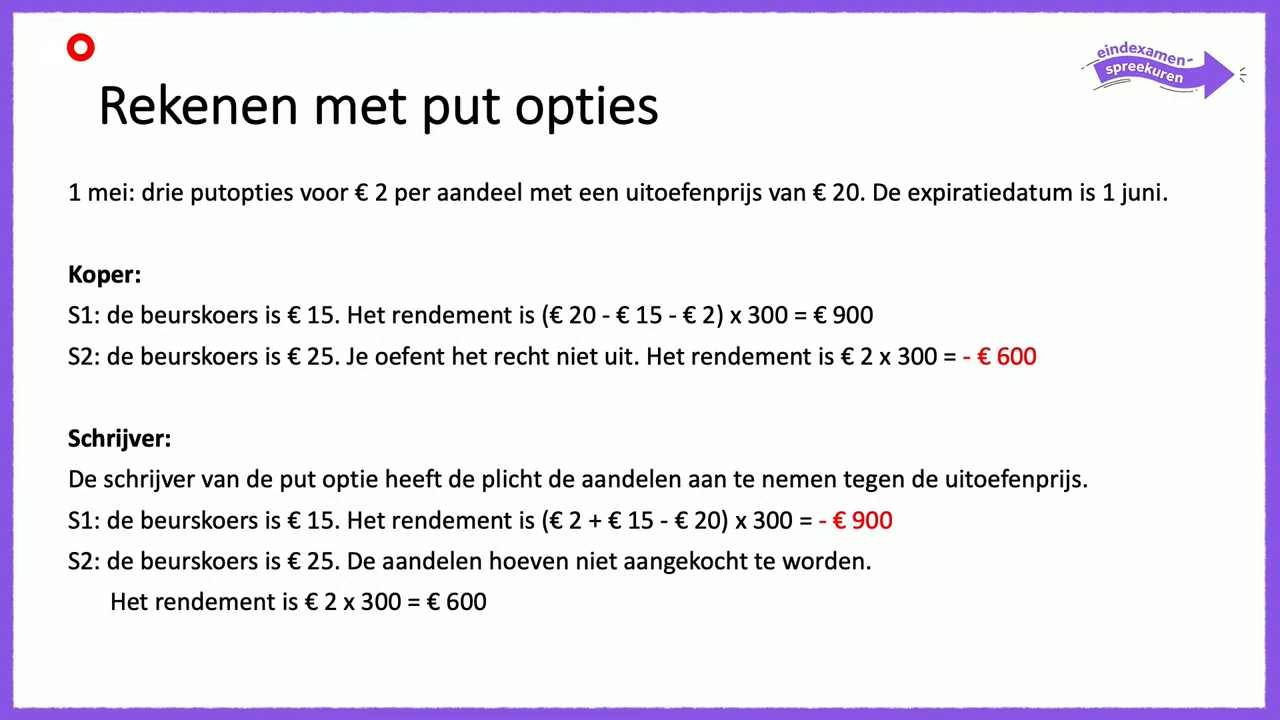 eindexamen-
spreekuren
Rekenen met put opties
1 mei: drie putopties voor € 2 per aandeel met een uitoefenprijs van € 20. De expiratiedatum is 1 juni.
Koper:
S1: de beurskoers is € 15. Het rendement is (€ 20 - € 15 - € 2) x 300 = € 900
S2: de beurskoers is € 25. Je oefent het recht niet uit. Het rendement is € 2 x 300 = - € 600
Schrijver:
De schrijver van de put optie heeft de plicht de aandelen aan te nemen tegen de uitoefenprijs.
S1: de beurskoers is € 15. Het rendement is (€ 2 + € 15 - € 20) x 300 = - € 900
S2: de beurskoers is € 25. De aandelen hoeven niet aangekocht te worden.
Het rendement is € 2 x 300 = € 600